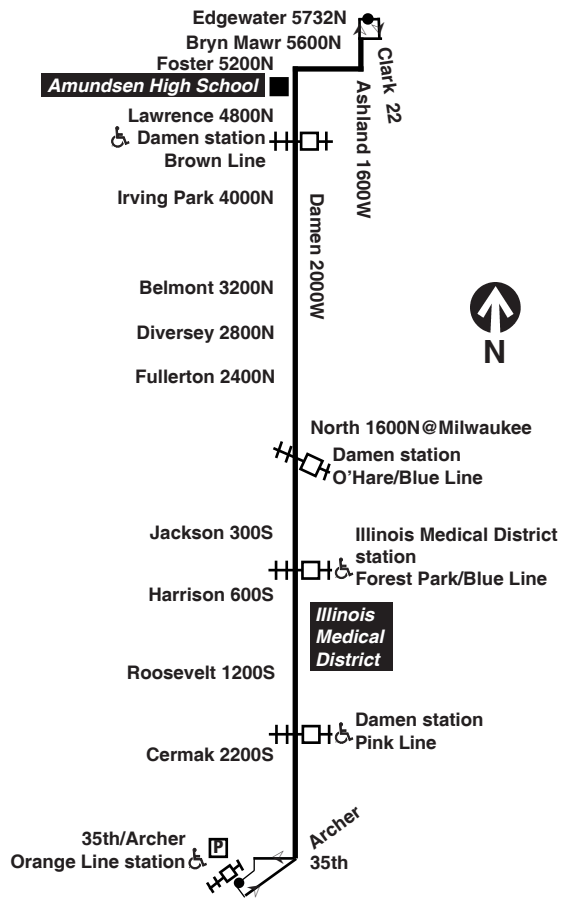 Edgewater 5732N
Bryn Mawr 5600N
Foster 5200N
Amundsen High School
Clark 22
Ashland 1600W
Lawrence 4800N
Damen station
Brown Line
Irving Park 4000N
Damen 2000W
Belmont 3200N
Diversey 2800N
Fullerton 2400N
N
North 1600N@Milwaukee
Damen station
O'Hare/Blue Line
Jackson 300S
Illinois Medical District
station
Forest Park/Blue Line
Harrison 600S
Illinois
Medical
District
Roosevelt 1200S
Damen station
Pink Line
Cermak 2200S
35th/Archer
Orange Line station
P
Archer
35th